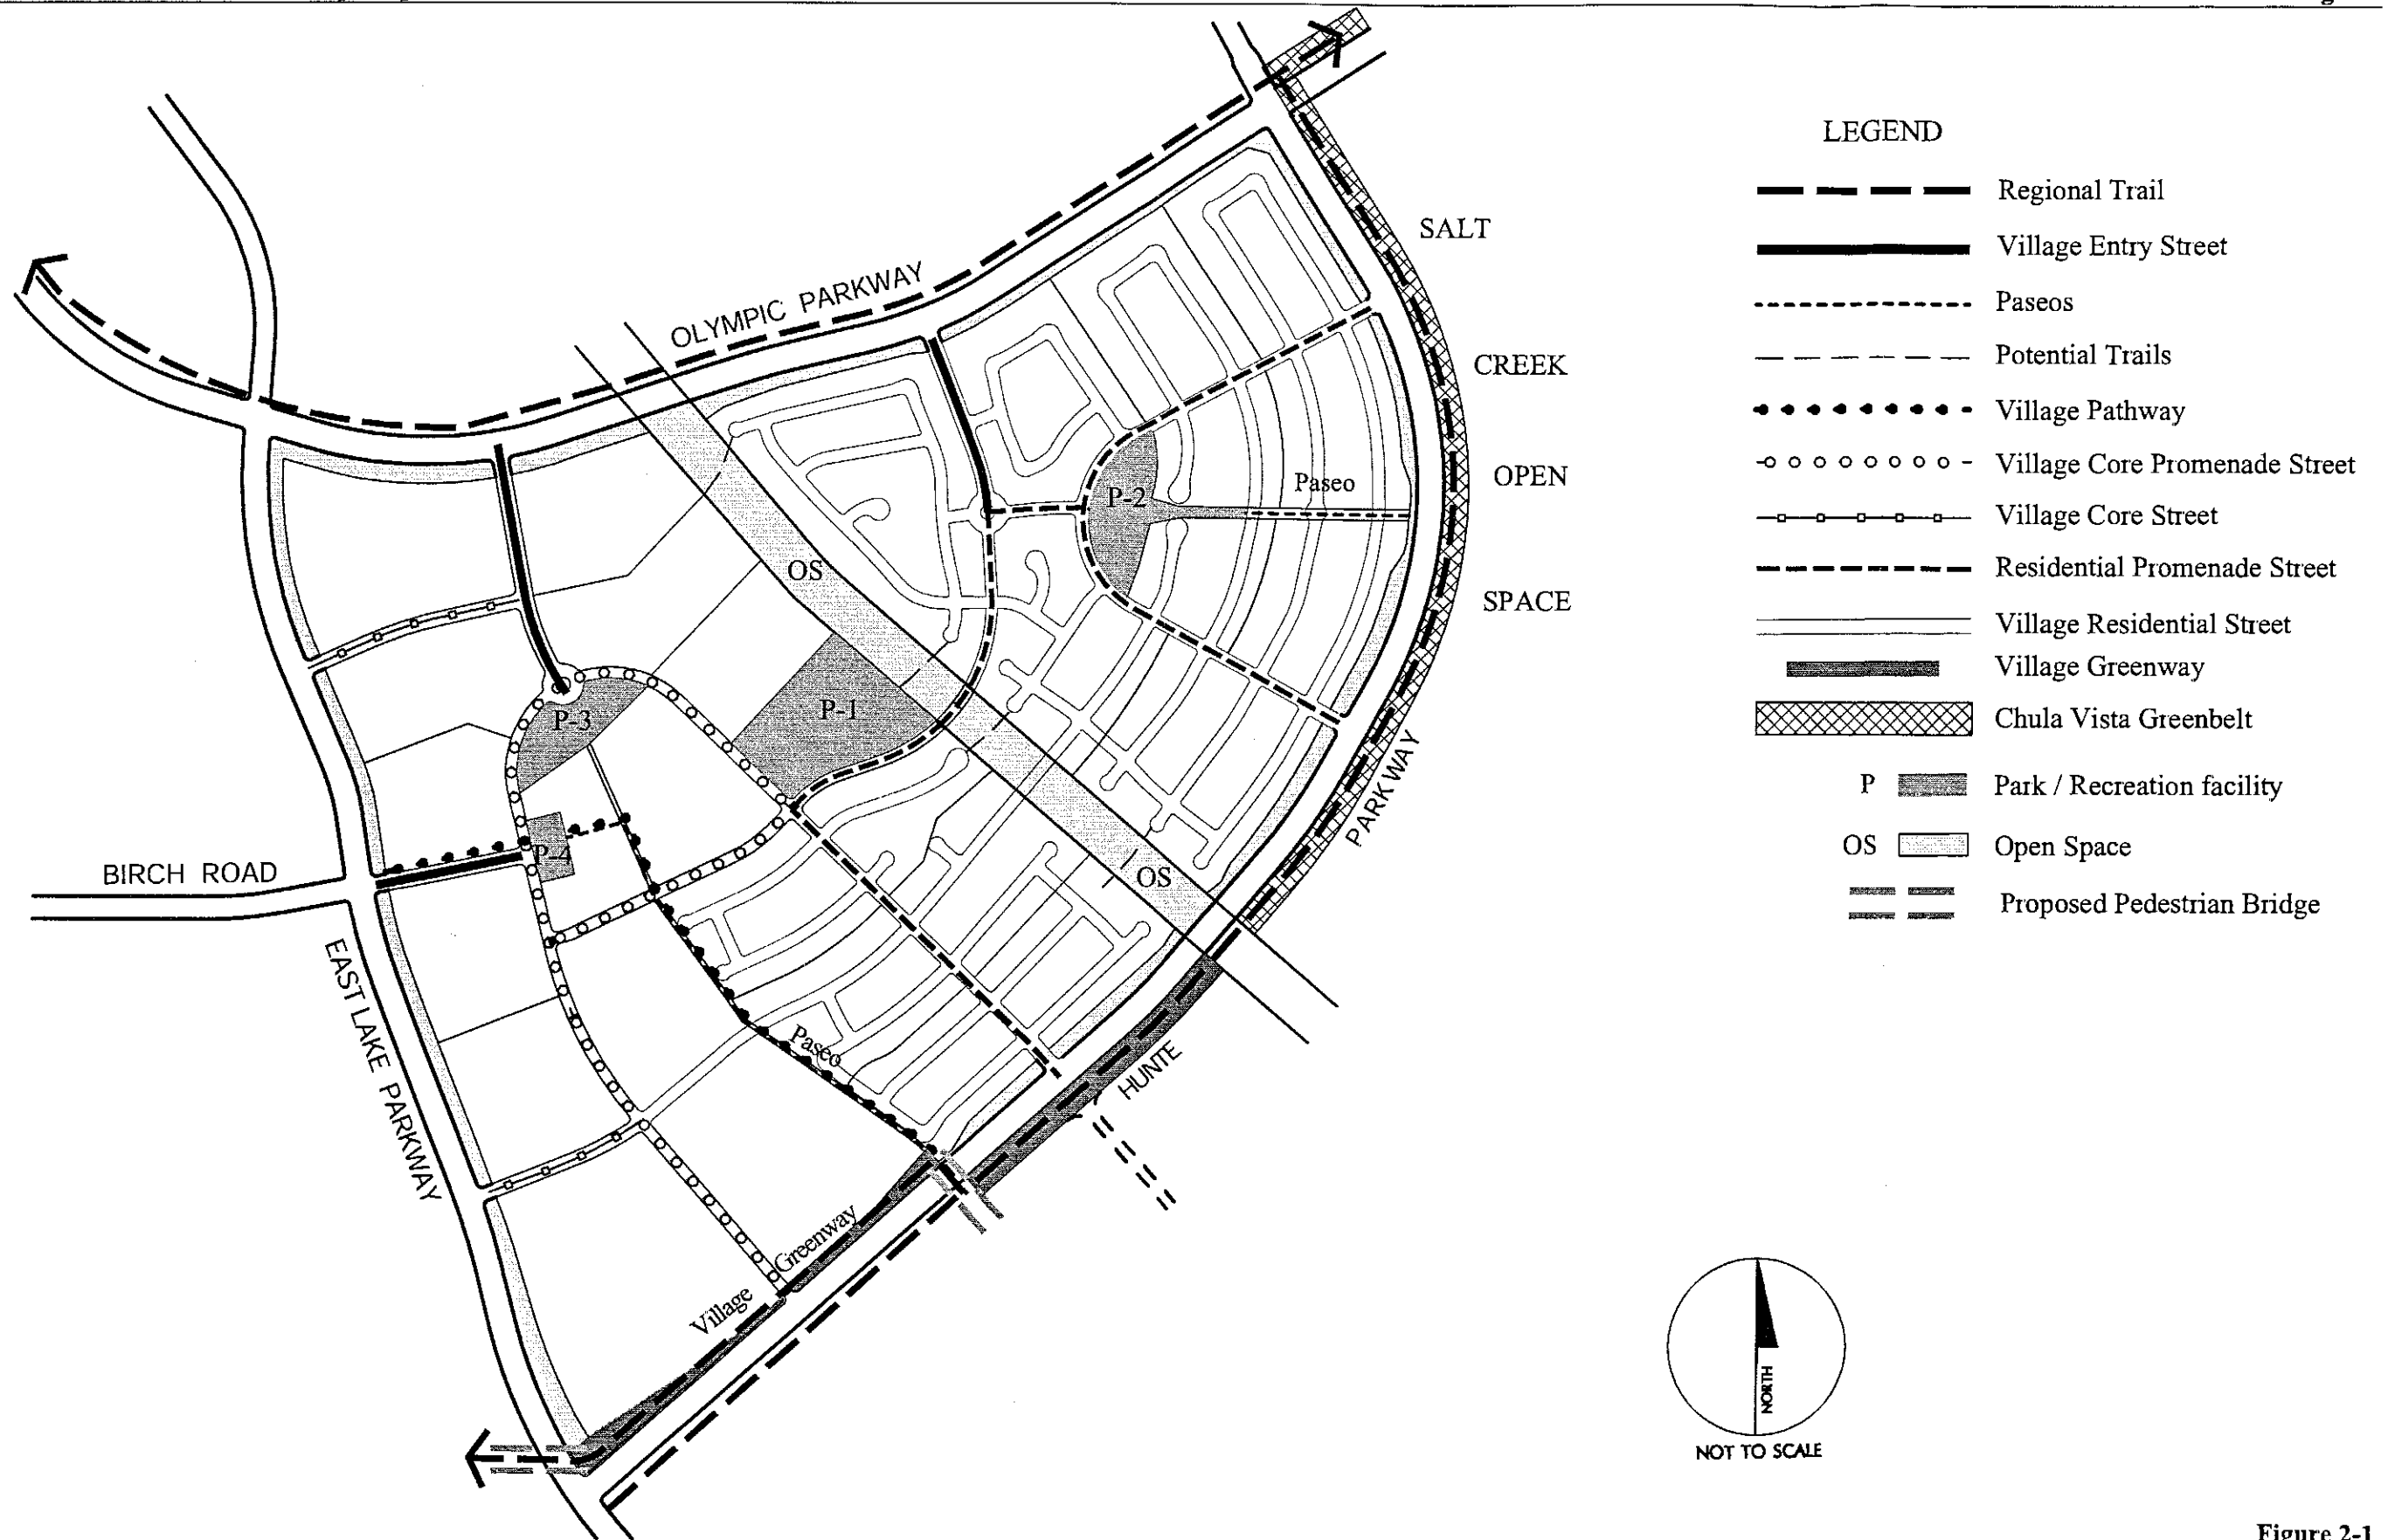 LEGEND
Regional Trail
Village Entry Street
Paseos
Potential Trails
Village Pathway
Village Core Promenade Street
Village Core Street
Residential Promenade Street
Village Residential Street
Village Greenway
Chula Vista Greenbelt
P Park / Recreation facility
OS Open Space
Proposed Pedestrian Bridge
SALT
CREEK
OPEN
SPACE
OLYMPIC PARKWAY
Paseo
P-2
OS
P-1
P-3
P-4
BIRCH ROAD
OS
PARKWAY
HUNTE
EASTLAKE PARKWAY
Paseo
Village Greenway
NORTH
NOT TO SCALE
Figure 2-1